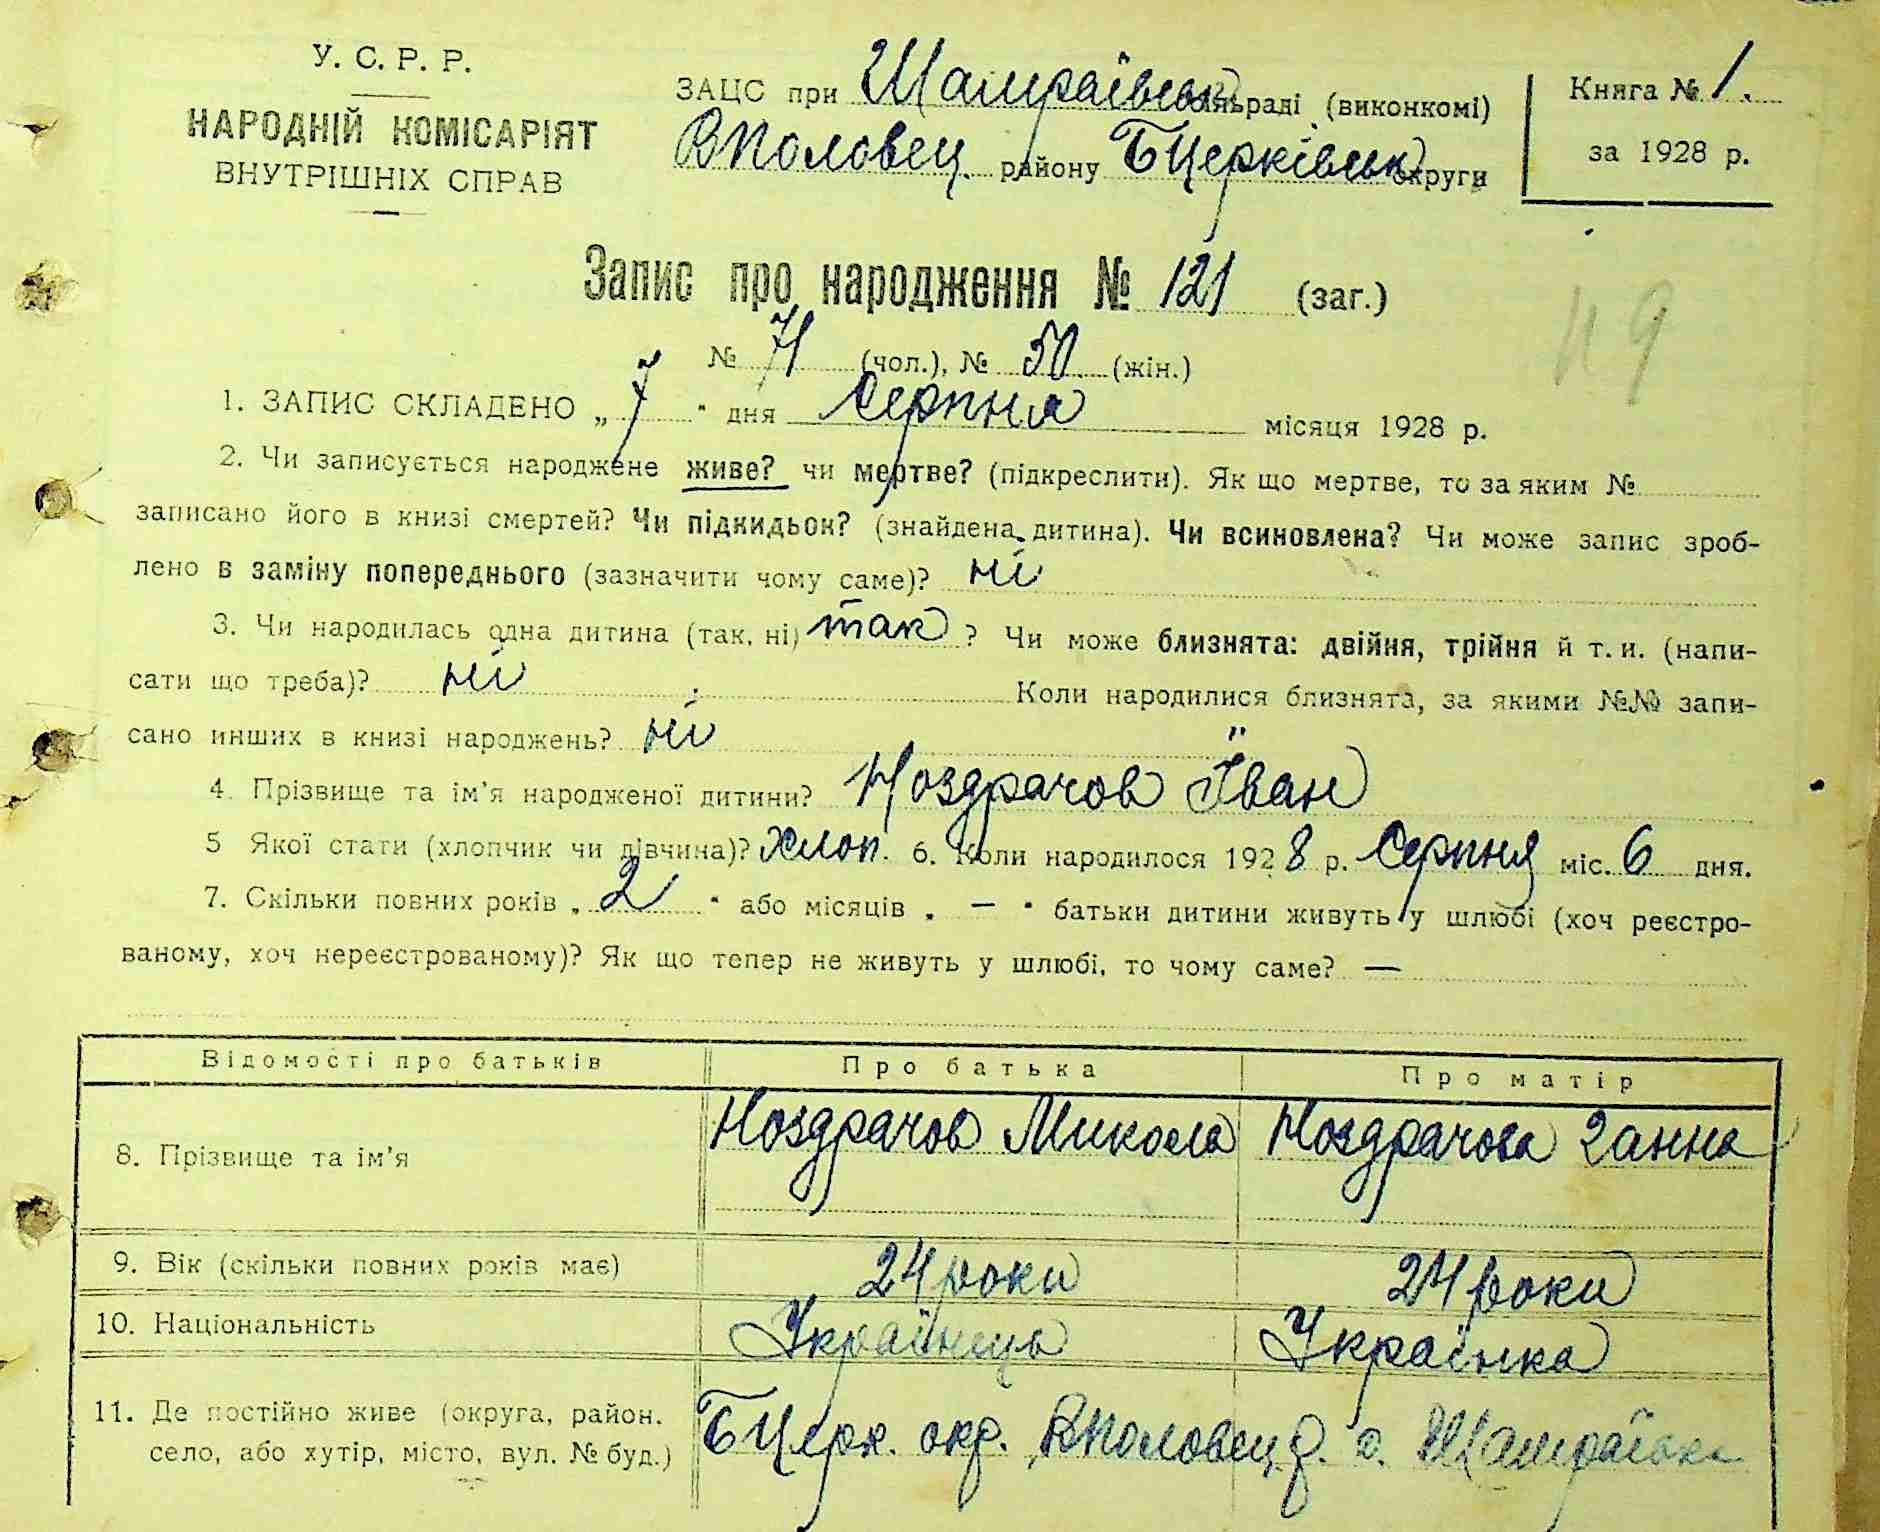 У. С. Р. Р.
НАРОДНІЙ КОМІСАРІЯТ
ВНУТРІШНІХ СПРАВ
ЗАЦС при Шамраївськ сільраді (виконкомі)
ВПоловец. району БЦерківськ округи
Книга № 1.
за 1928 р.
Запис про народження № 121 (заг.)
49
№ 71 (чол.), № 50 (жін.)
1. ЗАПИС СКЛАДЕНО „ 7 " дня Серпня місяця 1928 р.
2. Чи записується народжене живе? чи мертве? (підкреслити). Як що мертве, то за яким №
записано його в книзі смертей? Чи підкидьок? (знайдена дитина). Чи всиновлена? Чи може запис зроб-
лено в заміну попереднього (зазначити чому саме)? ні
3. Чи народилась одна дитина (так, ні) так ? Чи може близнята: двійня, трійня й т. и. (напи-
сати що треба)? ні Коли народилися близнята, за якими №№ запи-
сано инших в книзі народжень? ні
4. Прізвище та ім'я народженої дитини? Ноздрачов Їван
5 Якої стати (хлопчик чи дівчина)? Хлоп. 6. Коли народилося 1928 р. Серпня міс. 6 дня.
7. Скільки повних років „ 2 " або місяців „ — " батьки дитини живуть у шлюбі (хоч реєстро-
ваному, хоч нереєстрованому)? Як що тепер не живуть у шлюбі, то чому саме? —
Відомості про батьків Про батька Про матір
8. Прізвище та ім'я Ноздрачов Микола Ноздрачова Ганна
9. Вік (скільки повних років має) 24 роки 24 роки
10. Національність Українець Українка
11. Де постійно живе (округа, район, БЦерк. окр. ВПоловец р. с. Шамраївка
село, або хутір, місто, вул. № буд.)